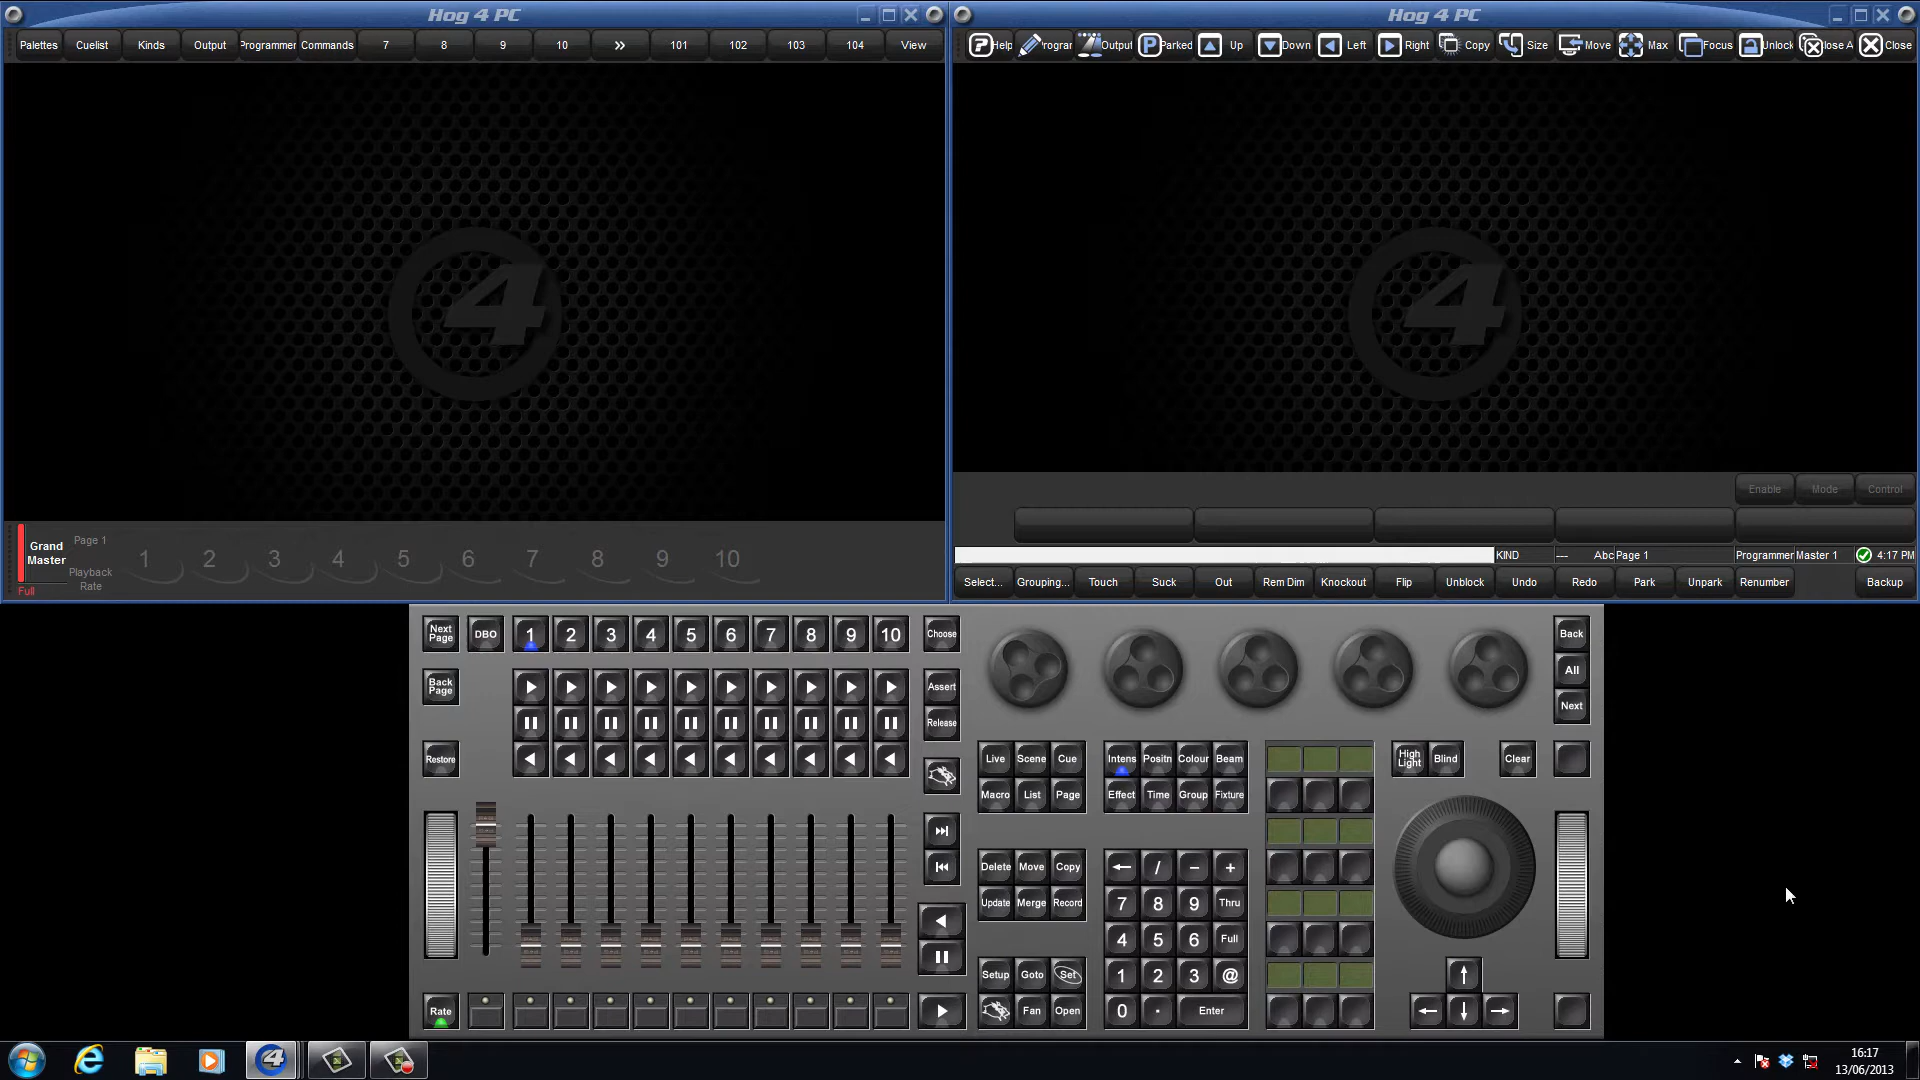 Hog 4 PC
Palettes Cuelist Kinds Output Programmer Commands 7 8 9 10 » 101 102 103 104 View
Grand Master
Full
Page 1
Playback Rate
1 2 3 4 5 6 7 8 9 10
Hog 4 PC
Help Prograr Output Parked Up Down Left Right Copy Size Move Max Focus Unlock Close A Close
Enable Mode Control
KIND --- Abc Page 1 Programmer Master 1 4:17 PM
Select... Grouping... Touch Suck Out Rem Dim Knockout Flip Unblock Undo Redo Park Unpark Renumber Backup
Next Page DBO 1 2 3 4 5 6 7 8 9 10 Choose
Back Page Assert
Release
Restore
Rate
Back
All
Next
Live Scene Cue Intens Positn Colour Beam High Light Blind Clear
Macro List Page Effect Time Group Fixture
Delete Move Copy ← / − +
Update Merge Record 7 8 9 Thru
4 5 6 Full
Setup Goto Set 1 2 3 @
Fan Open 0 . Enter
↑
← ↓ →
16:17
13/06/2013